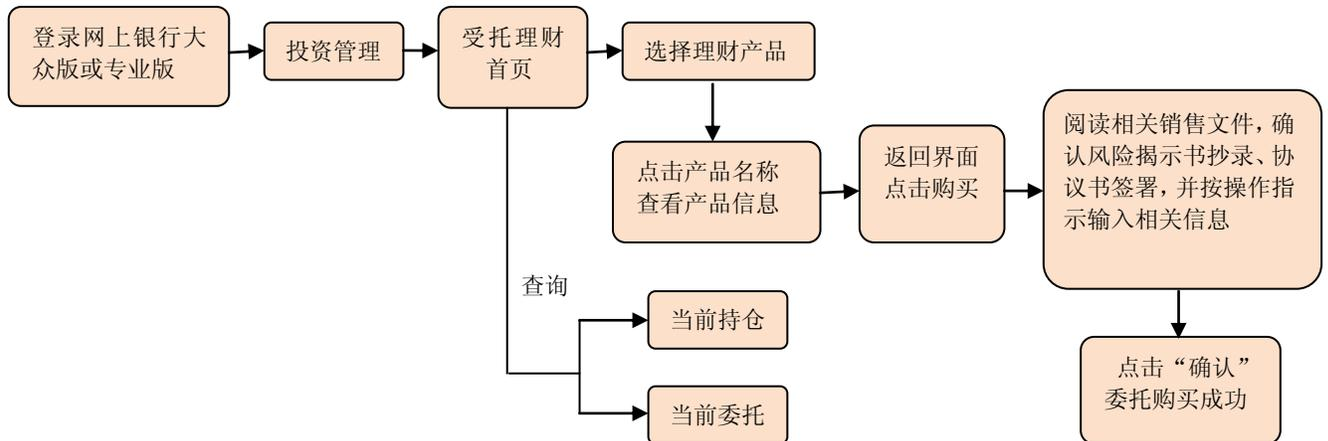 登录网上银行大
众版或专业版
投资管理
受托理财
首页
选择理财产品
点击产品名称
查看产品信息
返回界面
点击购买
阅读相关销售文件，确
认风险揭示书抄录、协
议书签署，并按操作指
示输入相关信息
点击“确认”
委托购买成功
查询
当前持仓
当前委托